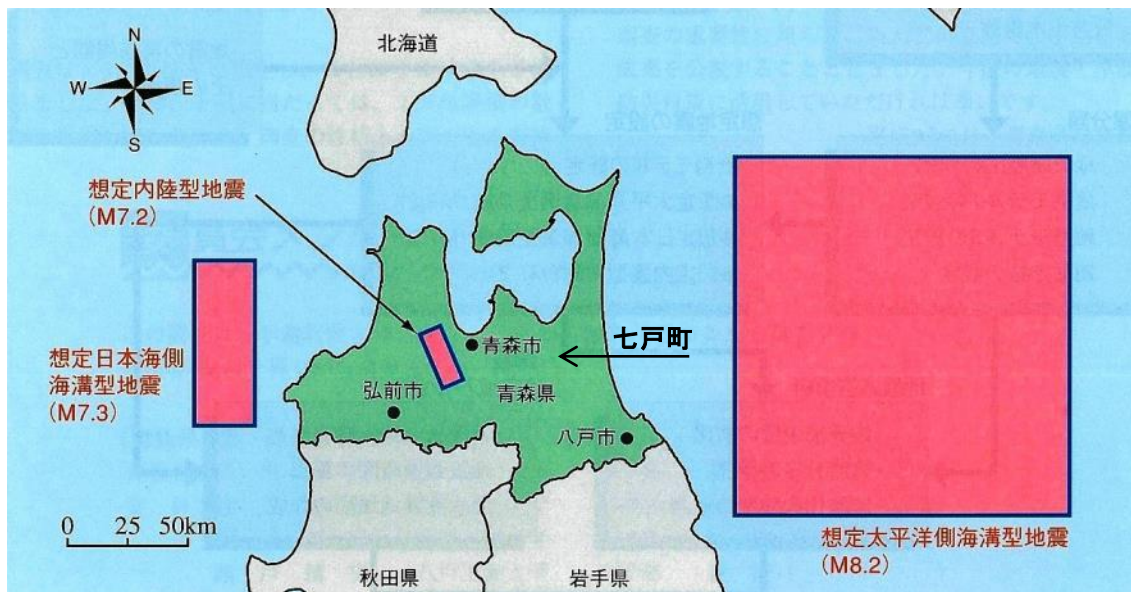 北海道
N
W
E
S
想定内陸型地震
(M7.2)
七戸町
青森市
想定日本海側
海溝型地震
(M7.3)
弘前市
青森県
八戸市
0 25 50km
想定太平洋側海溝型地震
(M8.2)
秋田県
岩手県